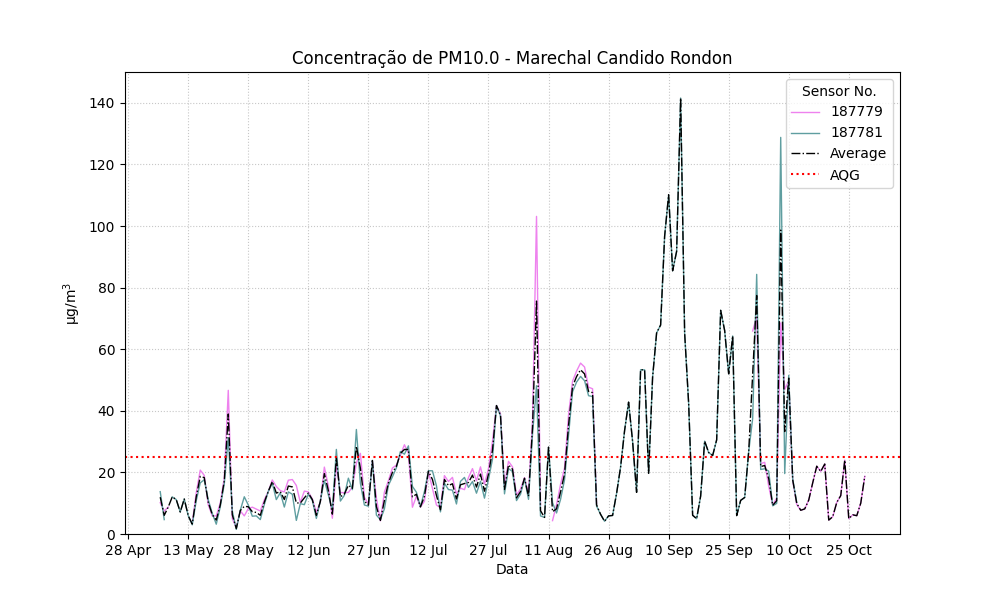 Concentração de PM10.0 - Marechal Candido Rondon
Sensor No.
187779
187781
Average
AQG
140
120
100
80
60
40
20
0
µg/m³
28 Apr 13 May 28 May 12 Jun 27 Jun 12 Jul 27 Jul 11 Aug 26 Aug 10 Sep 25 Sep 10 Oct 25 Oct
Data